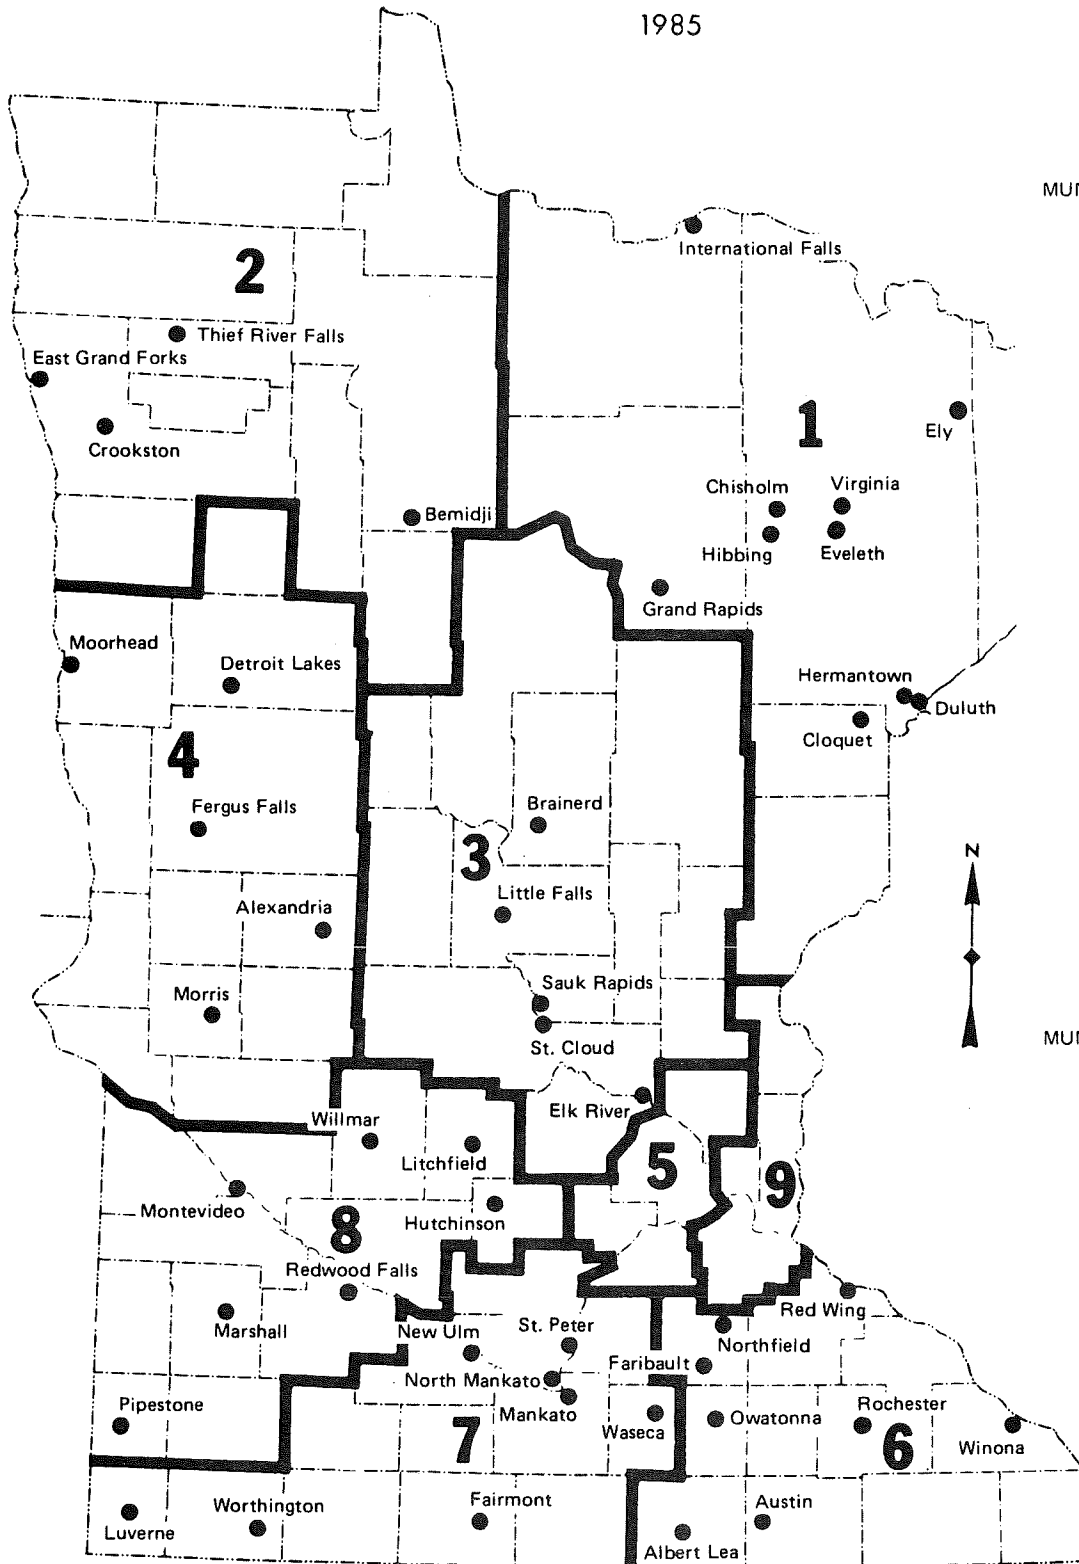 1985
MUN
International Falls
2
Thief River Falls
East Grand Forks
Crookston
1
Ely
Chisholm
Virginia
Hibbing
Eveleth
Bemidji
Grand Rapids
Moorhead
Detroit Lakes
Hermantown
Duluth
Cloquet
4
Fergus Falls
Brainerd
3
Little Falls
Alexandria
N
Sauk Rapids
Morris
St. Cloud
MUN
Elk River
Willmar
Litchfield
5
9
Montevideo
Hutchinson
8
Redwood Falls
Red Wing
Marshall
New Ulm
St. Peter
Northfield
Faribault
North Mankato
Pipestone
Mankato
Waseca
Owatonna
Rochester
7
6
Winona
Worthington
Fairmont
Austin
Luverne
Albert Lea